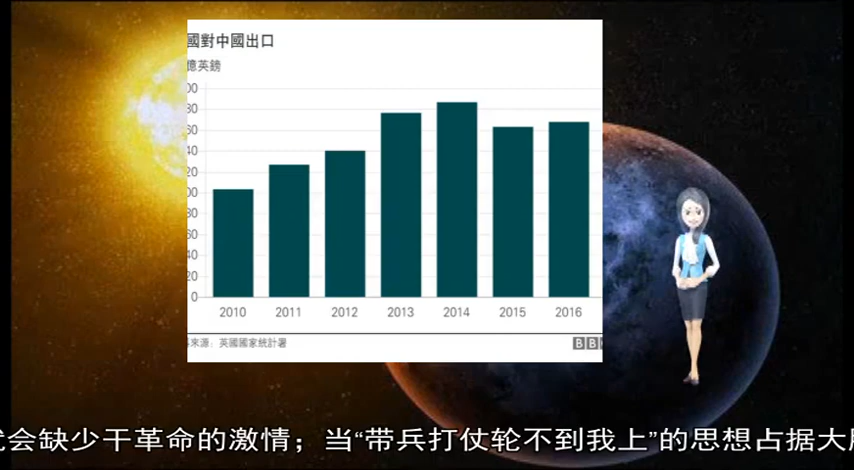 國對中國出口
億英鎊
00
80
60
40
20
00
80
60
40
20
0
2010 2011 2012 2013 2014 2015 2016
來源：英國國家統計署
BB
会缺少干革命的激情；当“带兵打仗轮不到我上”的思想占据大